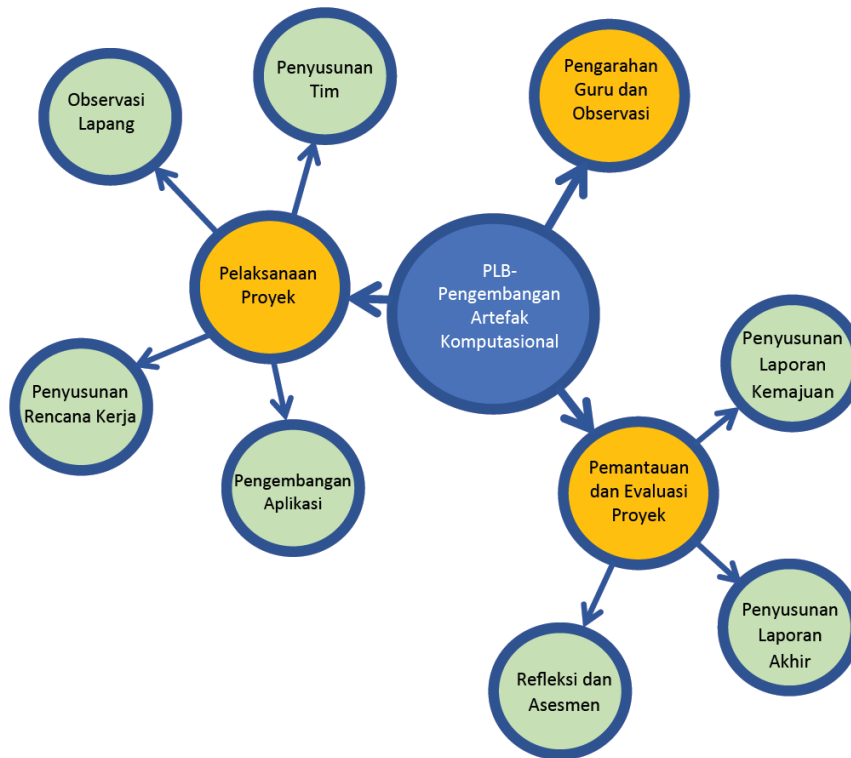 Penyusunan
Tim
Observasi
Lapang
Pengarahan
Guru dan
Observasi
Pelaksanaan
Proyek
PLB-
Pengembangan
Artefak
Komputasional
Penyusunan
Laporan
Kemajuan
Penyusunan
Rencana Kerja
Pengembangan
Aplikasi
Pemantauan
dan Evaluasi
Proyek
Penyusunan
Laporan
Akhir
Refleksi dan
Asesmen